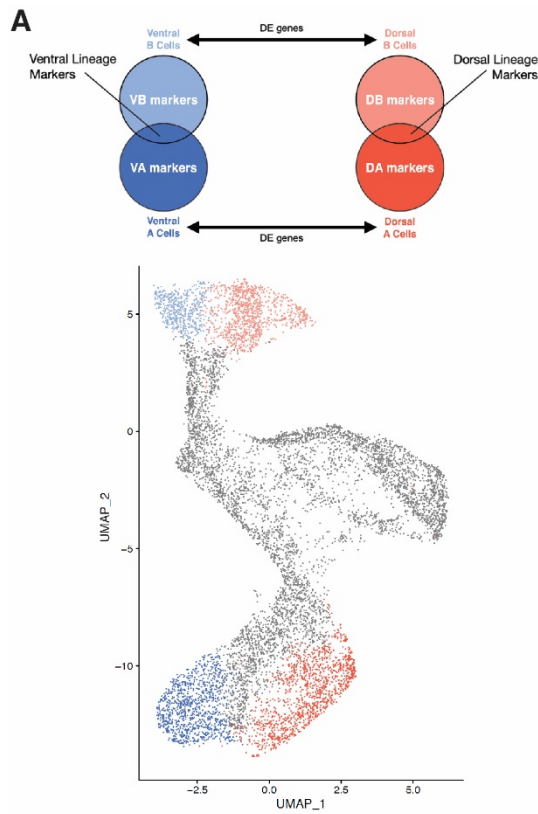 A
Ventral
B Cells
DE genes
Dorsal
B Cells
Ventral Lineage
Markers
Dorsal Lineage
Markers
VB markers
DB markers
VA markers
DA markers
Ventral
A Cells
DE genes
Dorsal
A Cells
5
0
−5
−10
UMAP_2
−2.5
0.0
2.5
5.0
UMAP_1